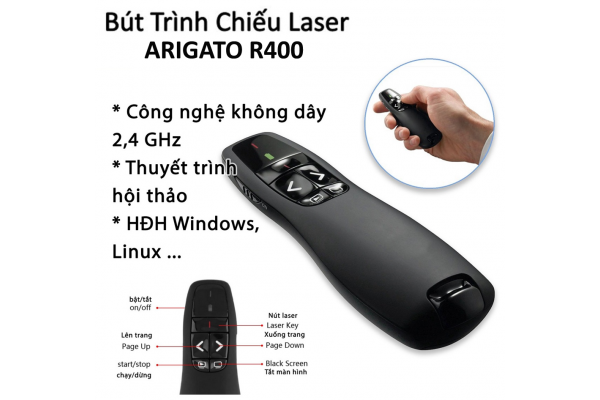 Bút Trình Chiếu Laser
ARIGATO R400
* Công nghệ không dây
2,4 GHz
* Thuyết trình
hội thảo
* HĐH Windows,
Linux ...
bật/tắt
on/off
Lên trang
Page Up
start/stop
chạy/dừng
Nút laser
Laser Key
Xuống trang
Page Down
Black Screen
Tắt màn hình